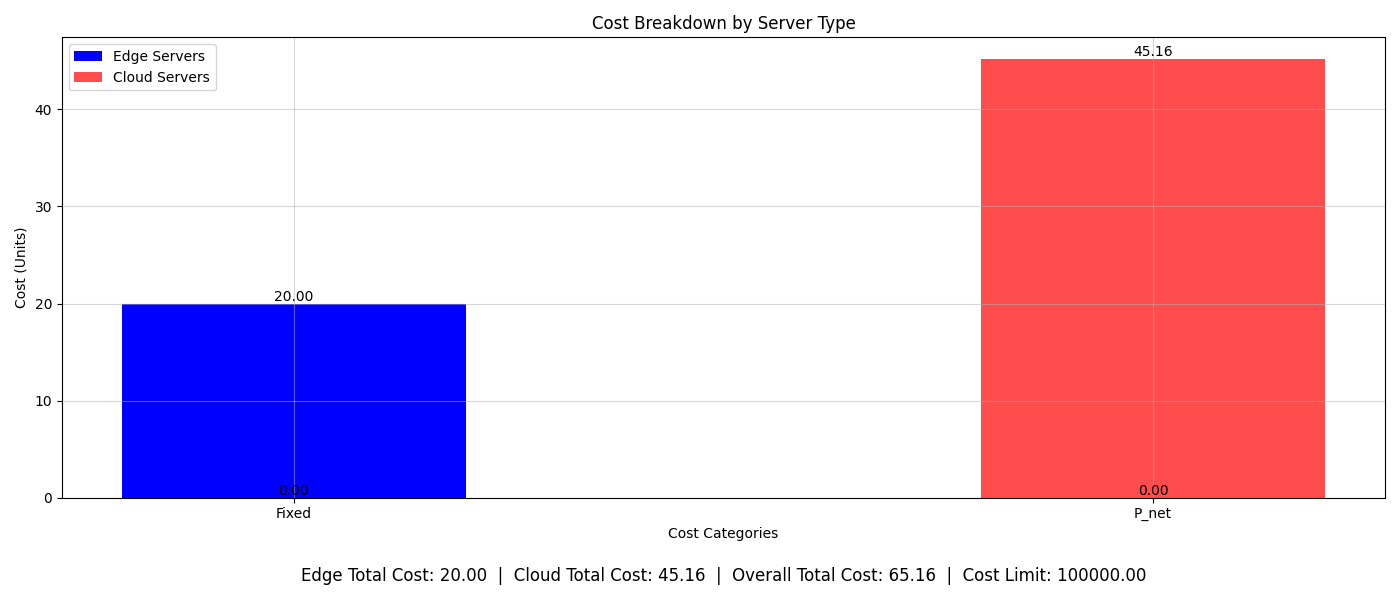 Cost Breakdown by Server Type
Edge Servers
Cloud Servers
45.16
40
30
20
10
0
Cost (Units)
20.00
0.00
0.00
Fixed
P_net
Cost Categories
Edge Total Cost: 20.00 | Cloud Total Cost: 45.16 | Overall Total Cost: 65.16 | Cost Limit: 100000.00